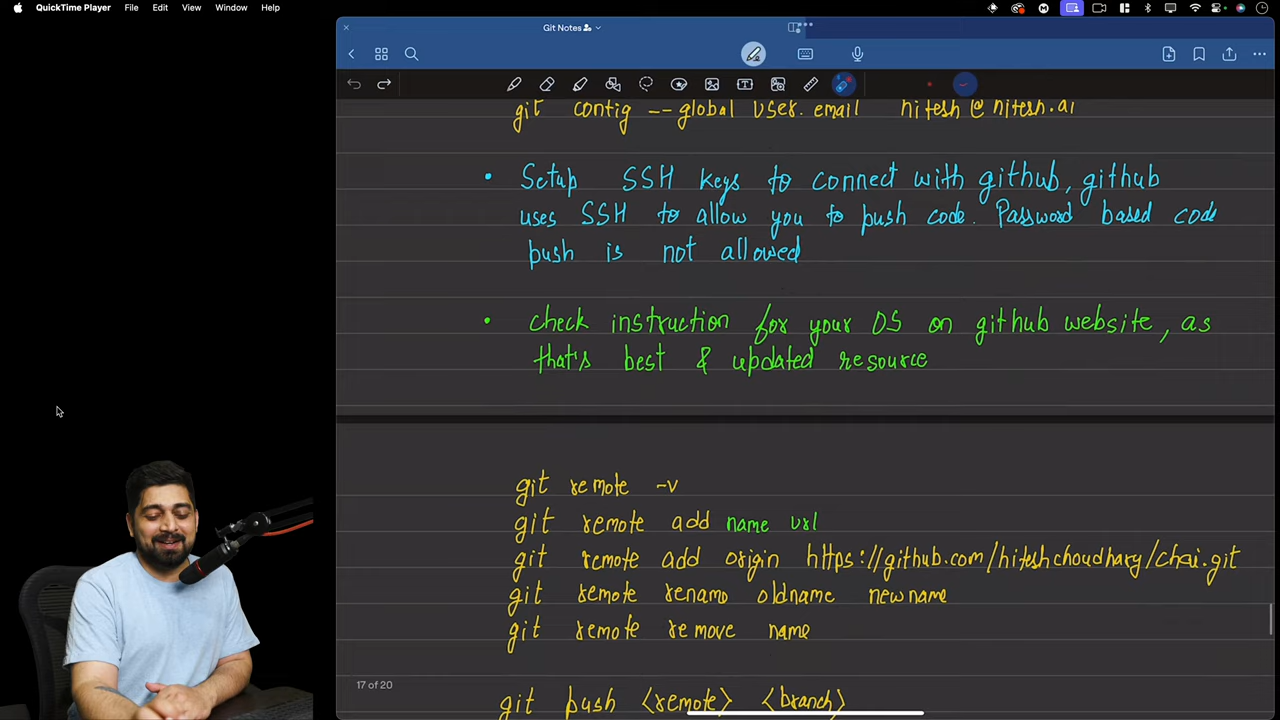 QuickTime Player File Edit View Window Help
Git Notes
git config --global user.email hitesh@hitesh.ai
• Setup SSH keys to connect with github, github
uses SSH to allow you to push code. Password based code
push is not allowed
• Check instruction for your OS on github website, as
that's best & updated resource
git remote -v
git remote add name url
git remote add origin https://github.com/hiteshchoudhary/chai.git
git remote rename oldname newname
git remote remove name
17 of 20
git push <remote> <branch>